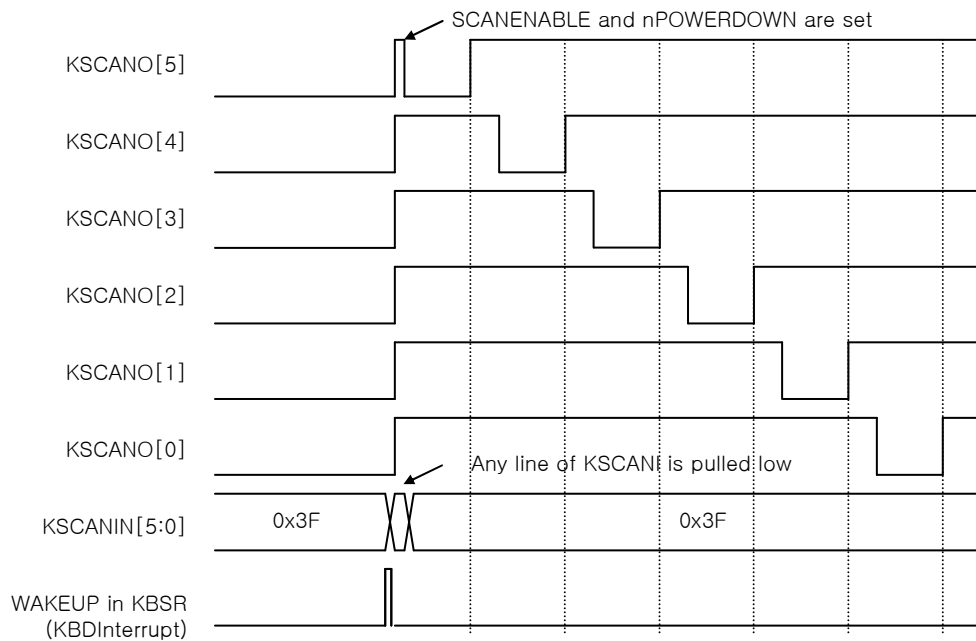 SCANENABLE and nPOWERDOWN are set
KSCANO[5]
KSCANO[4]
KSCANO[3]
KSCANO[2]
KSCANO[1]
KSCANO[0]
Any line of KSCANI is pulled low
KSCANIN[5:0]
0x3F
0x3F
WAKEUP in KBSR
(KBDInterrupt)